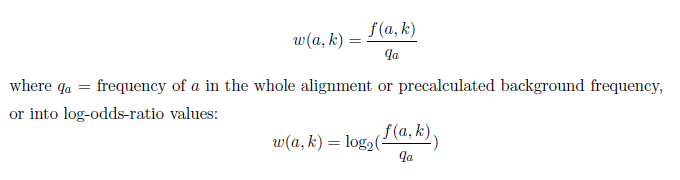 w(a, k) = f(a, k) / q_a
where q_a = frequency of a in the whole alignment or precalculated background frequency,
or into log-odds-ratio values:
w(a, k) = log_2(f(a, k) / q_a)